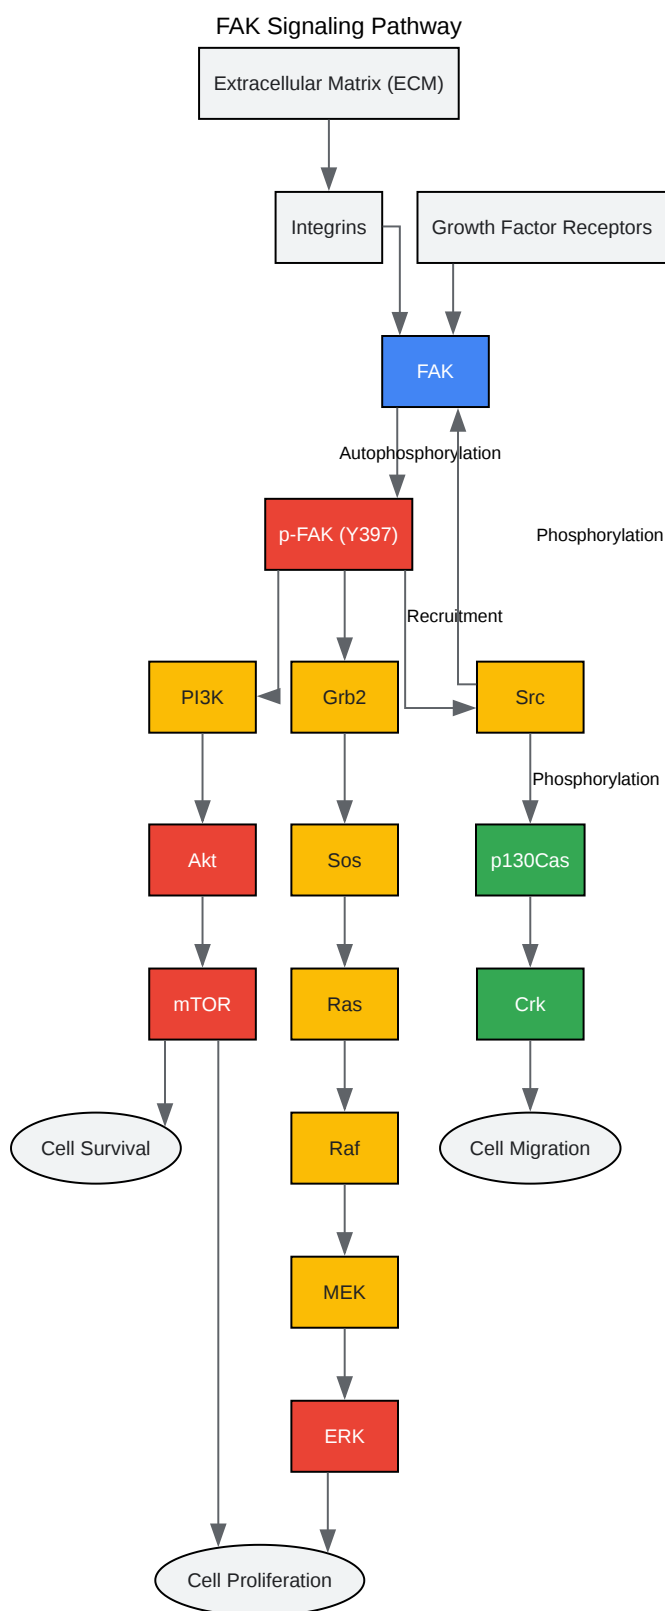 FAK Signaling Pathway
Extracellular Matrix (ECM)
Integrins
Growth Factor Receptors
FAK
Autophosphorylation
p-FAK (Y397)
Phosphorylation
Recruitment
PI3K
Grb2
Src
Phosphorylation
Akt
Sos
p130Cas
mTOR
Ras
Crk
Cell Survival
Raf
Cell Migration
MEK
ERK
Cell Proliferation